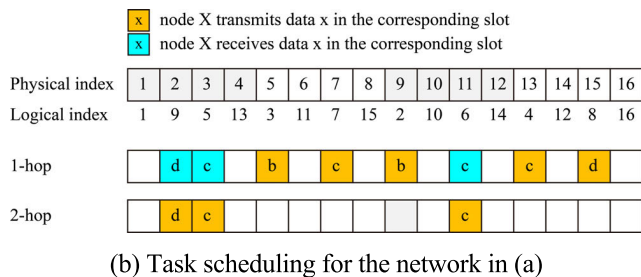 x node X transmits data x in the corresponding slot
x node X receives data x in the corresponding slot
Physical index 1 2 3 4 5 6 7 8 9 10 11 12 13 14 15 16
Logical index 1 9 5 13 3 11 7 15 2 10 6 14 4 12 8 16
1-hop d c b c b c c d
2-hop d c c
(b) Task scheduling for the network in (a)